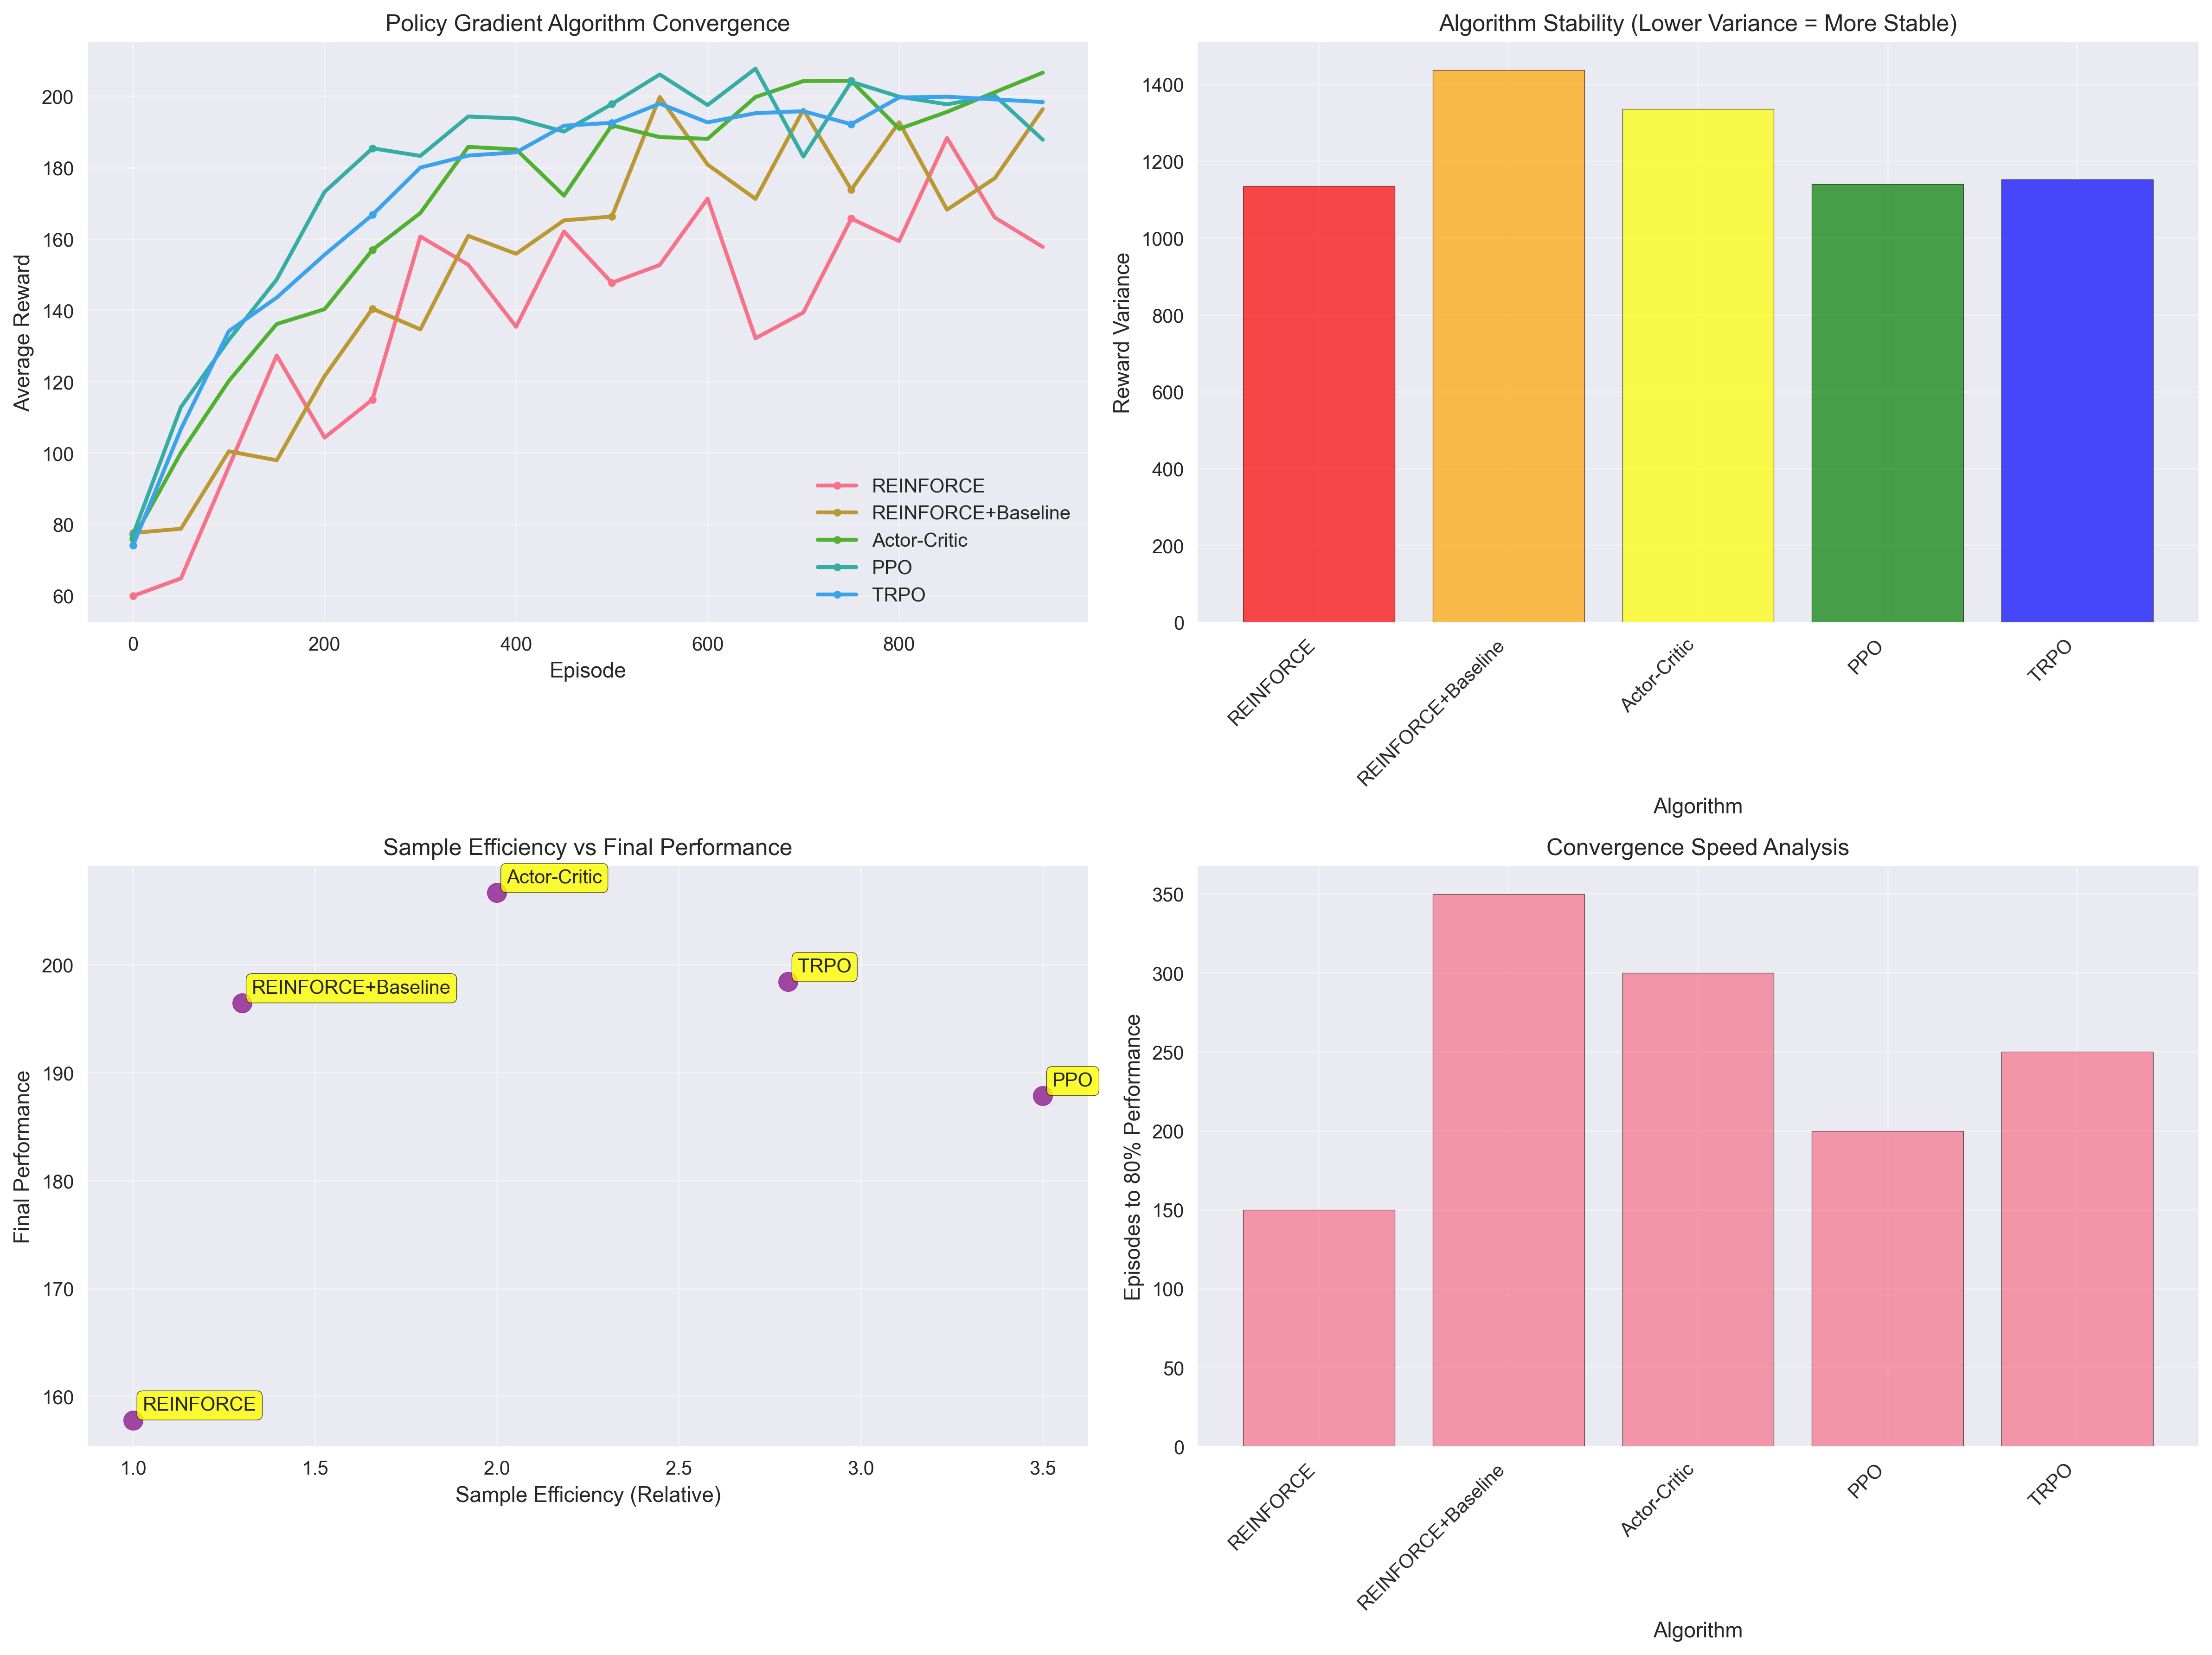 Policy Gradient Algorithm Convergence
Average Reward
200
180
160
140
120
100
80
60
0
200
400
600
800
Episode
REINFORCE
REINFORCE+Baseline
Actor-Critic
PPO
TRPO
Algorithm Stability (Lower Variance = More Stable)
Reward Variance
1400
1200
1000
800
600
400
200
0
REINFORCE
REINFORCE+Baseline
Actor-Critic
PPO
TRPO
Algorithm
Sample Efficiency vs Final Performance
Final Performance
200
190
180
170
160
Actor-Critic
TRPO
REINFORCE+Baseline
PPO
REINFORCE
1.0
1.5
2.0
2.5
3.0
3.5
Sample Efficiency (Relative)
Convergence Speed Analysis
Episodes to 80% Performance
350
300
250
200
150
100
50
0
REINFORCE
REINFORCE+Baseline
Actor-Critic
PPO
TRPO
Algorithm